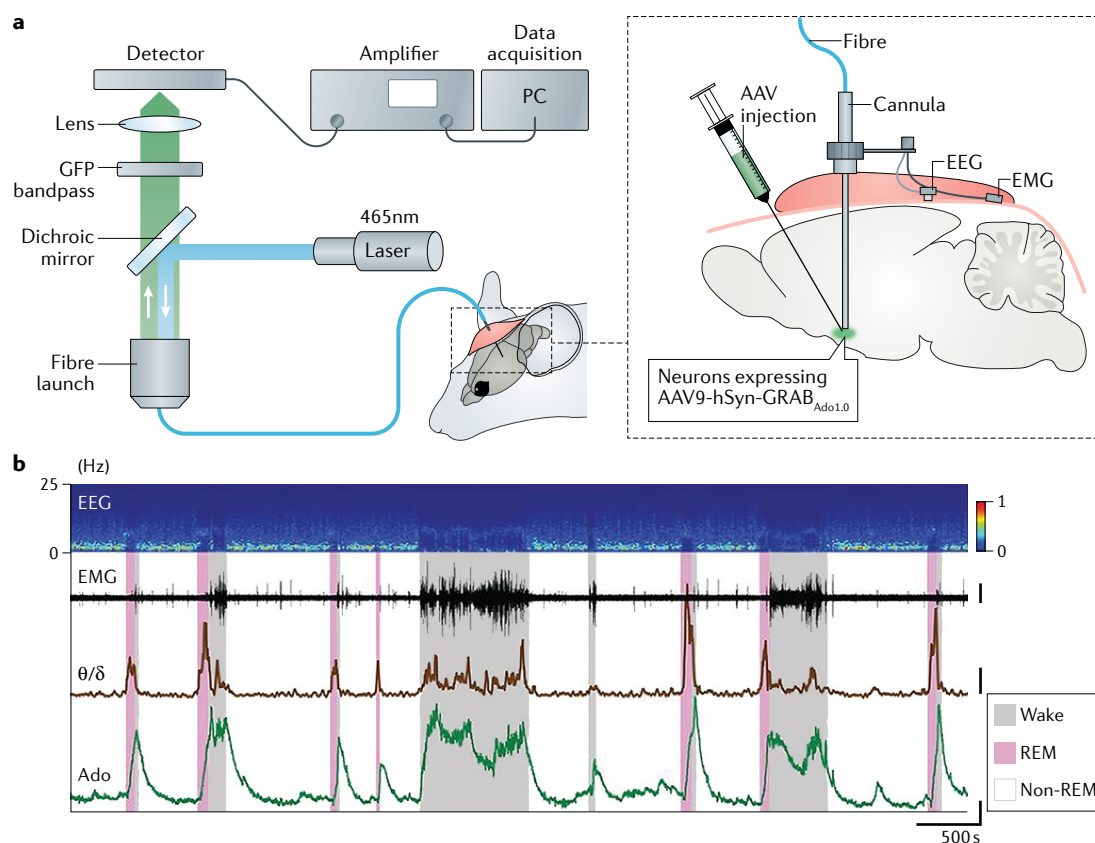 a
Detector
Amplifier
Data
acquisition
PC
Lens
GFP
bandpass
Dichroic
mirror
465nm
Laser
Fibre
launch
Fibre
AAV
injection
Cannula
EEG
EMG
Neurons expressing
AAV9-hSyn-GRAB Ado1.0
b
(Hz)
25
EEG
0
1
0
EMG
θ/δ
Ado
Wake
REM
Non-REM
500 s